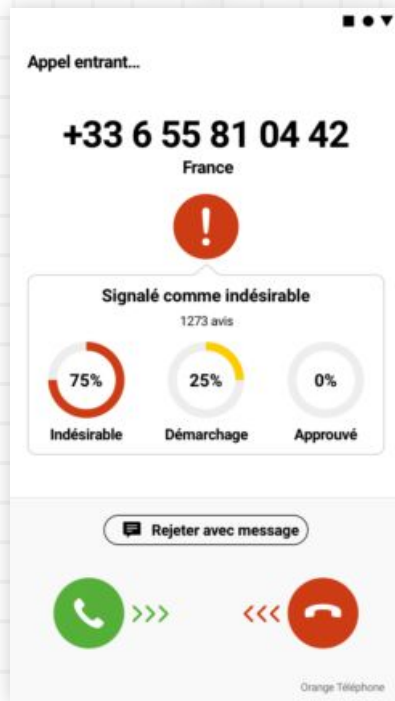 Appel entrant...
+33 6 55 81 04 42
France
!
Signalé comme indésirable
1273 avis
75% 25% 0%
Indésirable Démarchage Approuvé
Rejeter avec message
Orange Téléphone